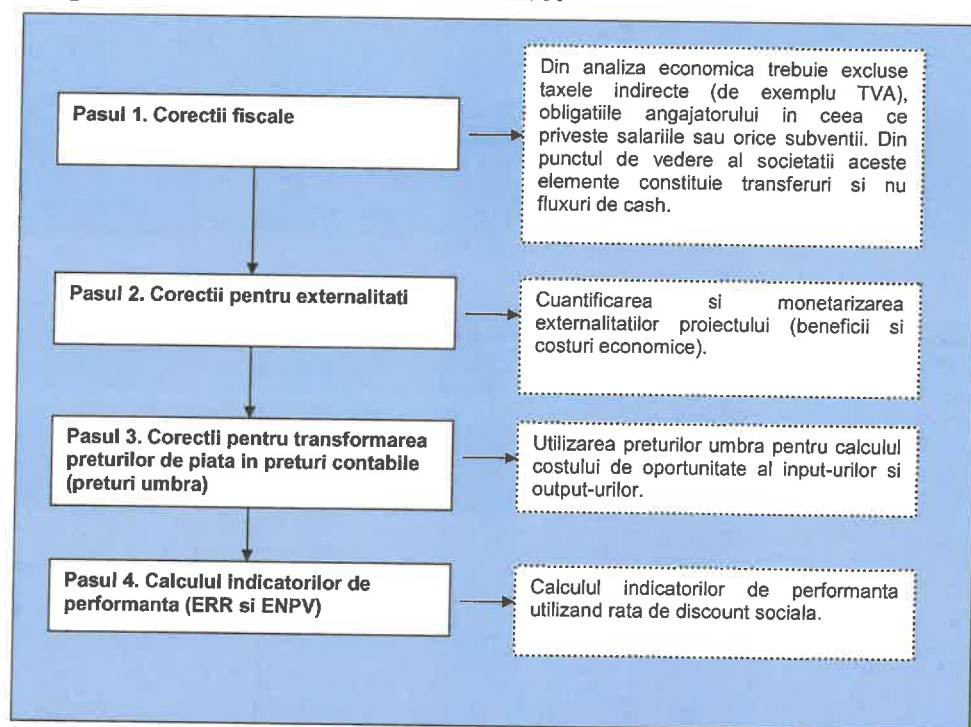 Pasul 1. Corectii fiscale
Din analiza economica trebuie excluse
taxele indirecte (de exemplu TVA),
obligatiile angajatorului in ceea ce
priveste salariile sau orice subventii. Din
punctul de vedere al societatii aceste
elemente constituie transferuri si nu
fluxuri de cash.
Pasul 2. Corectii pentru externalitati
Cuantificarea si monetarizarea
externalitatilor proiectului (beneficii si
costuri economice).
Pasul 3. Corectii pentru transformarea
preturilor de piata in preturi contabile
(preturi umbra)
Utilizarea preturilor umbra pentru calculul
costului de oportunitate al input-urilor si
output-urilor.
Pasul 4. Calculul indicatorilor de
performanta (ERR si ENPV)
Calculul indicatorilor de performanta
utilizand rata de discount sociala.